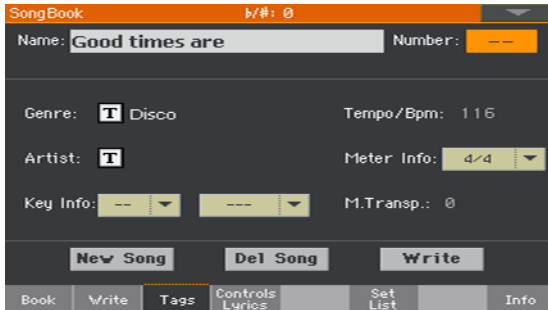 SongBook ♭/#: 0
Name: Good times are Number: --
Genre: T Disco Tempo/Bpm: 116
Artist: T Meter Info: 4/4
Key Info: -- --- M.Transp.: 0
New Song Del Song Write
Book Write Tags Controls Lyrics Set List Info